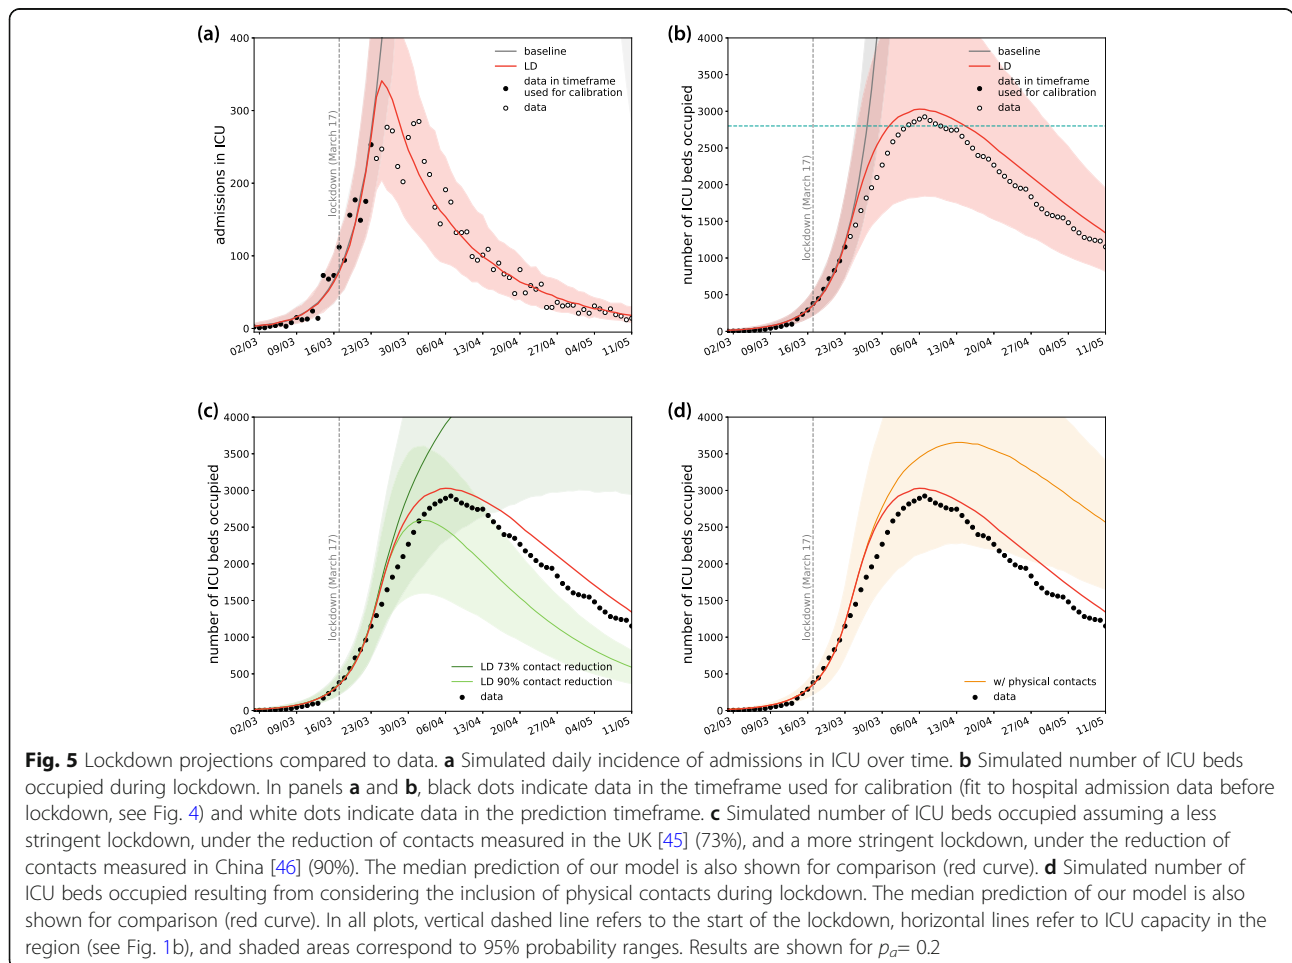 (a)
400
300
200
100
0
admissions in ICU
lockdown (March 17)
baseline
LD
data in timeframe
used for calibration
data
02/03
09/03
16/03
23/03
30/03
06/04
13/04
20/04
27/04
04/05
11/05
(b)
4000
3500
3000
2500
2000
1500
1000
500
0
number of ICU beds occupied
lockdown (March 17)
baseline
LD
data in timeframe
used for calibration
data
02/03
09/03
16/03
23/03
30/03
06/04
13/04
20/04
27/04
04/05
11/05
(c)
4000
3500
3000
2500
2000
1500
1000
500
0
number of ICU beds occupied
lockdown (March 17)
LD 73% contact reduction
LD 90% contact reduction
data
02/03
09/03
16/03
23/03
30/03
06/04
13/04
20/04
27/04
04/05
11/05
(d)
4000
3500
3000
2500
2000
1500
1000
500
0
number of ICU beds occupied
lockdown (March 17)
w/ physical contacts
data
02/03
09/03
16/03
23/03
30/03
06/04
13/04
20/04
27/04
04/05
11/05
Fig. 5 Lockdown projections compared to data. a Simulated daily incidence of admissions in ICU over time. b Simulated number of ICU beds
occupied during lockdown. In panels a and b, black dots indicate data in the timeframe used for calibration (fit to hospital admission data before
lockdown, see Fig. 4) and white dots indicate data in the prediction timeframe. c Simulated number of ICU beds occupied assuming a less
stringent lockdown, under the reduction of contacts measured in the UK [45] (73%), and a more stringent lockdown, under the reduction of
contacts measured in China [46] (90%). The median prediction of our model is also shown for comparison (red curve). d Simulated number of
ICU beds occupied resulting from considering the inclusion of physical contacts during lockdown. The median prediction of our model is also
shown for comparison (red curve). In all plots, vertical dashed line refers to the start of the lockdown, horizontal lines refer to ICU capacity in the
region (see Fig. 1b), and shaded areas correspond to 95% probability ranges. Results are shown for pa= 0.2